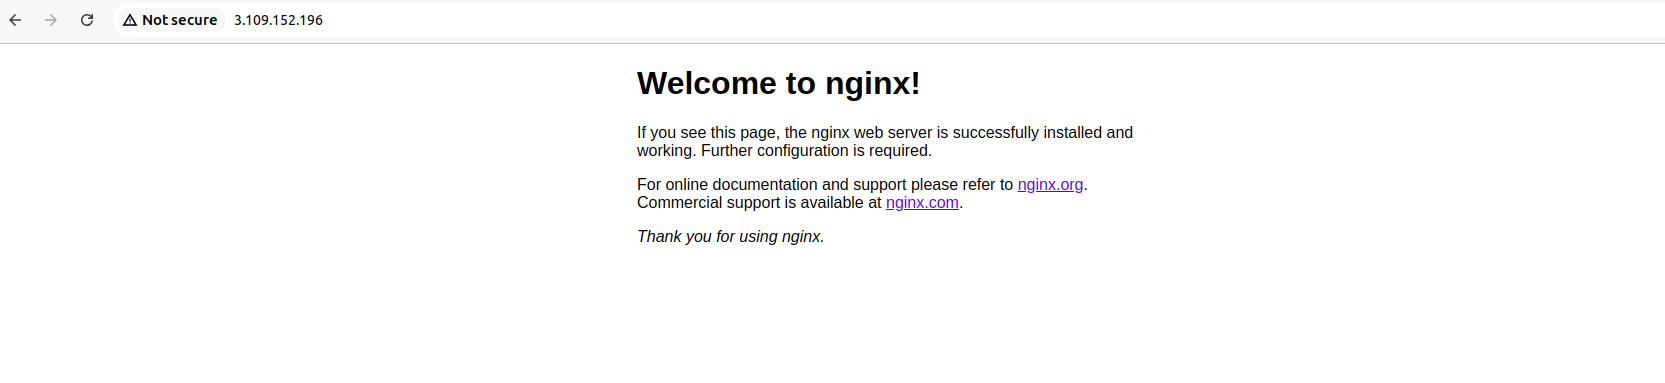 Not secure 3.109.152.196
Welcome to nginx!
If you see this page, the nginx web server is successfully installed and
working. Further configuration is required.
For online documentation and support please refer to nginx.org.
Commercial support is available at nginx.com.
Thank you for using nginx.